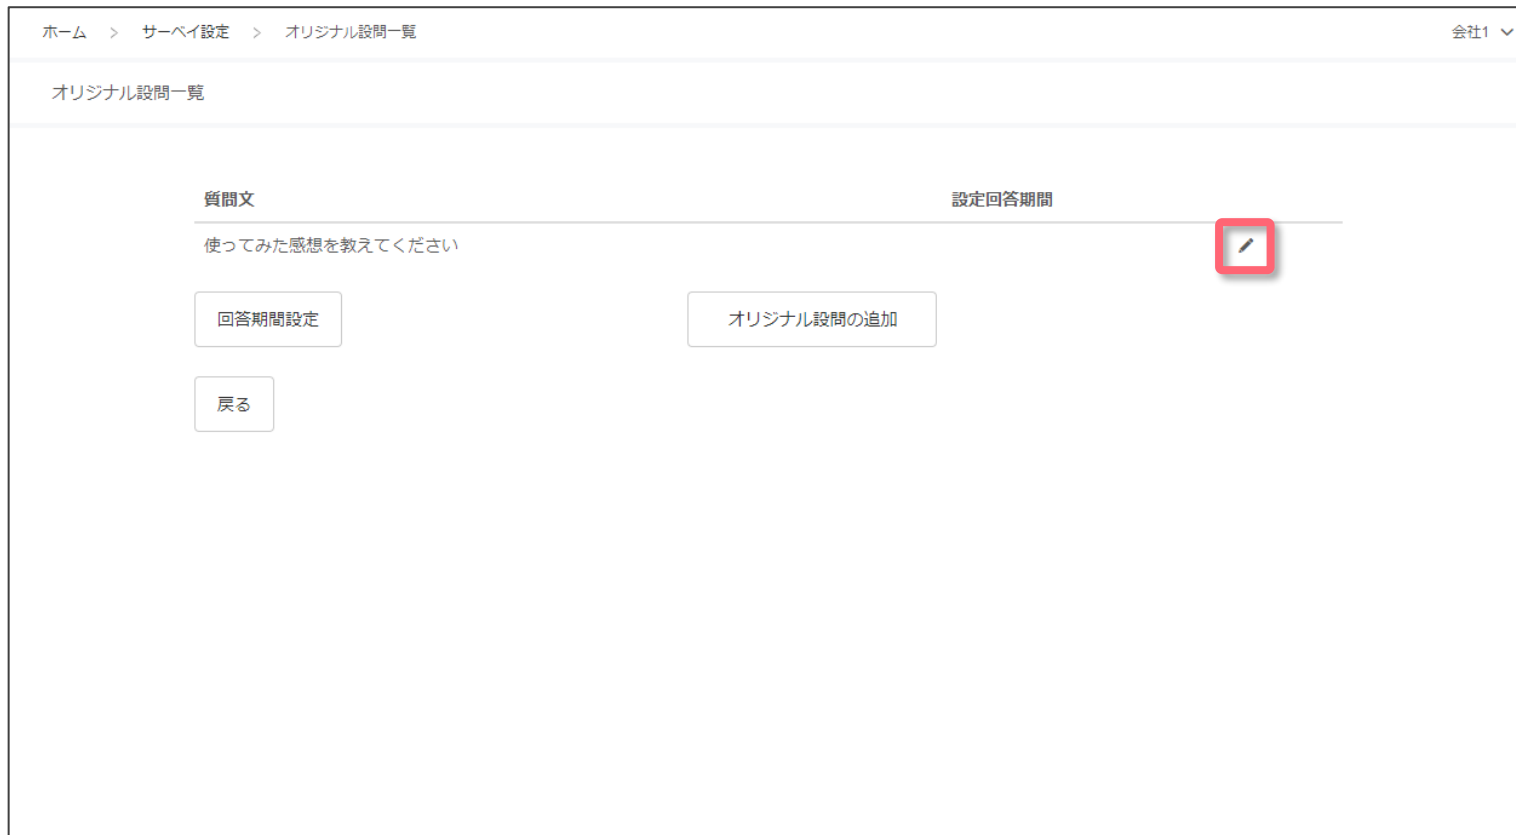 ホーム > サーベイ設定 > オリジナル設問一覧 会社1
オリジナル設問一覧
質問文 設定回答期間
使ってみた感想を教えてください
回答期間設定 オリジナル設問の追加
戻る